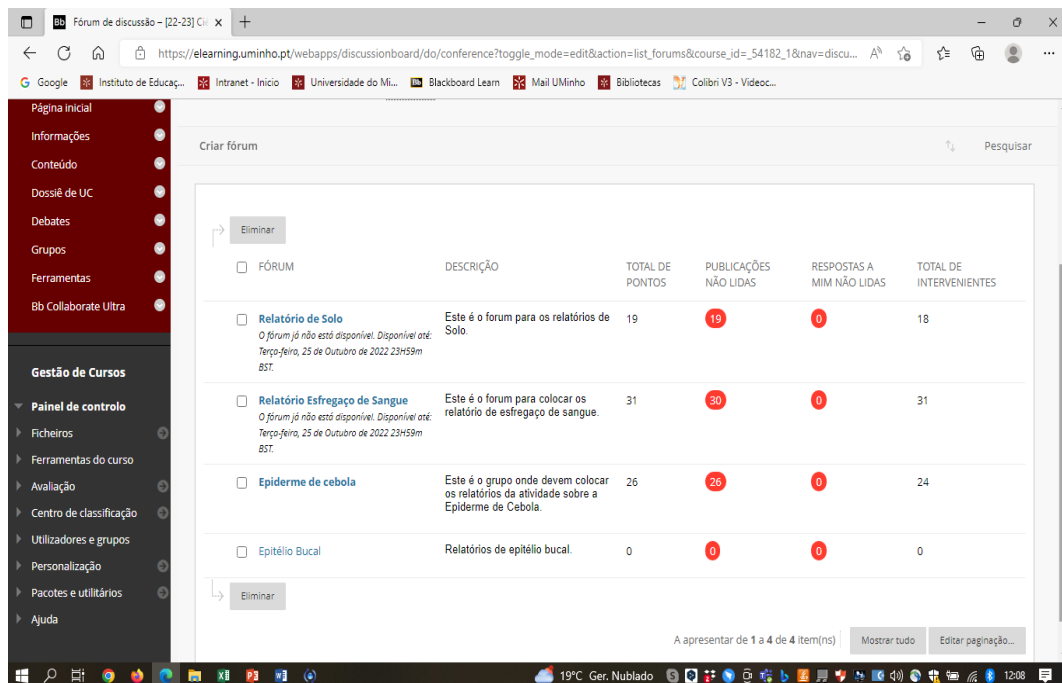 Fórum de discussão – [22-23] Ciê
https://elearning.uminho.pt/webapps/discussionboard/do/conference?toggle_mode=edit&action=list_forums&course_id=_54182_1&nav=discu...
Google
Instituto de Educaç...
Intranet - Inicio
Universidade do Mi...
Bb
Blackboard Learn
Mail UMinho
Bibliotecas
Colibri V3 - Videoc...
Página inicial
Informações
Conteúdo
Dossiê de UC
Debates
Grupos
Ferramentas
Bb Collaborate Ultra
Gestão de Cursos
Painel de controlo
Ficheiros
Ferramentas do curso
Avaliação
Centro de classificação
Utilizadores e grupos
Personalização
Pacotes e utilitários
Ajuda
Criar fórum
Pesquisar
Eliminar
FÓRUM DESCRIÇÃO TOTAL DE PUBLICAÇÕES RESPOSTAS A TOTAL DE
PONTOS NÃO LIDAS MIM NÃO LIDAS INTERVENIENTES
Relatório de Solo Este é o forum para os relatórios de 19 19 0 18
O fórum já não está disponível. Disponível até: Solo.
Terça-feira, 25 de Outubro de 2022 23H59m
BST.
Relatório Esfregaço de Sangue Este é o forum para colocar os 31 30 0 31
O fórum já não está disponível. Disponível até: relatório de esfregaço de sangue.
Terça-feira, 25 de Outubro de 2022 23H59m
BST.
Epiderme de cebola Este é o grupo onde devem colocar 26 26 0 24
os relatórios da atividade sobre a
Epiderme de Cebola.
Epitélio Bucal Relatórios de epitélio bucal. 0 0 0 0
Eliminar
A apresentar de 1 a 4 de 4 item(ns) Mostrar tudo Editar paginação...
19°C Ger. Nublado 12:08